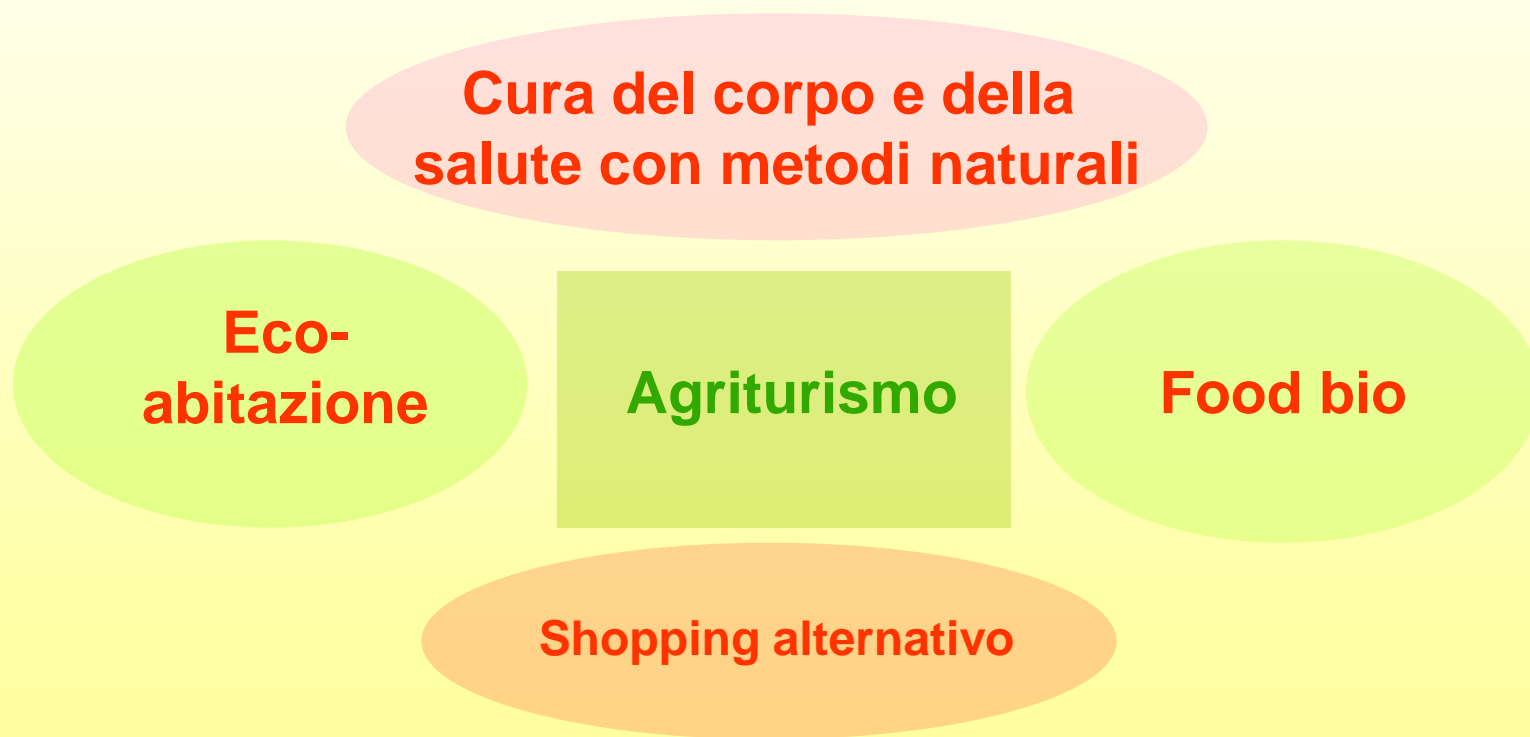 Cura del corpo e della
salute con metodi naturali
Eco-
abitazione
Agriturismo
Food bio
Shopping alternativo